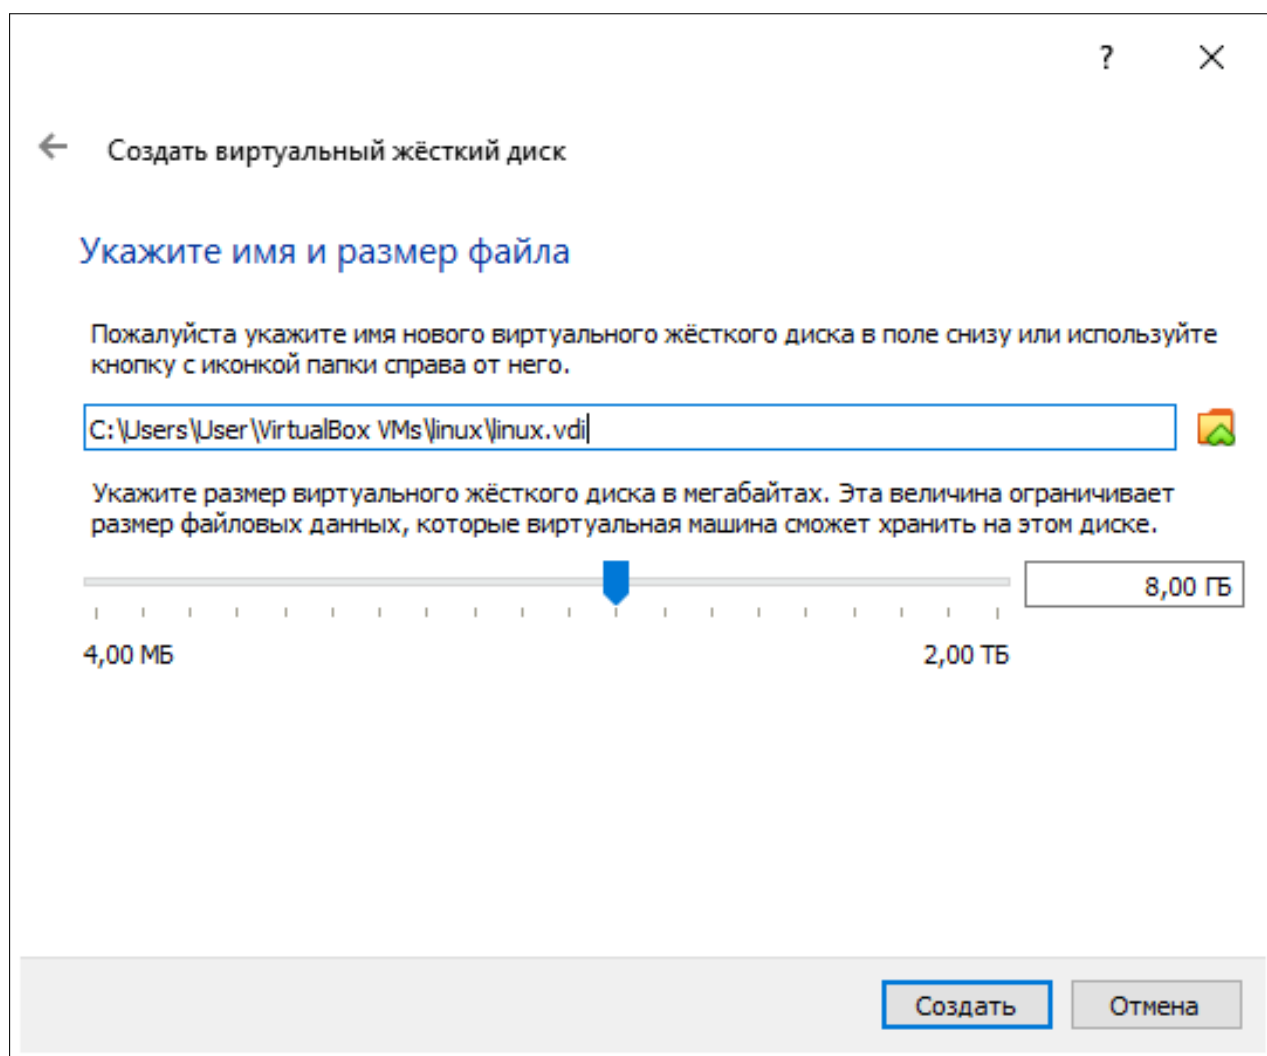 ?
Создать виртуальный жёсткий диск
Укажите имя и размер файла
Пожалуйста укажите имя нового виртуального жёсткого диска в поле снизу или используйте
кнопку с иконкой папки справа от него.
C:\Users\User\VirtualBox VMs\linux\linux.vdi
Укажите размер виртуального жёсткого диска в мегабайтах. Эта величина ограничивает
размер файловых данных, которые виртуальная машина сможет хранить на этом диске.
8,00 ГБ
4,00 МБ
2,00 ТБ
Создать
Отмена